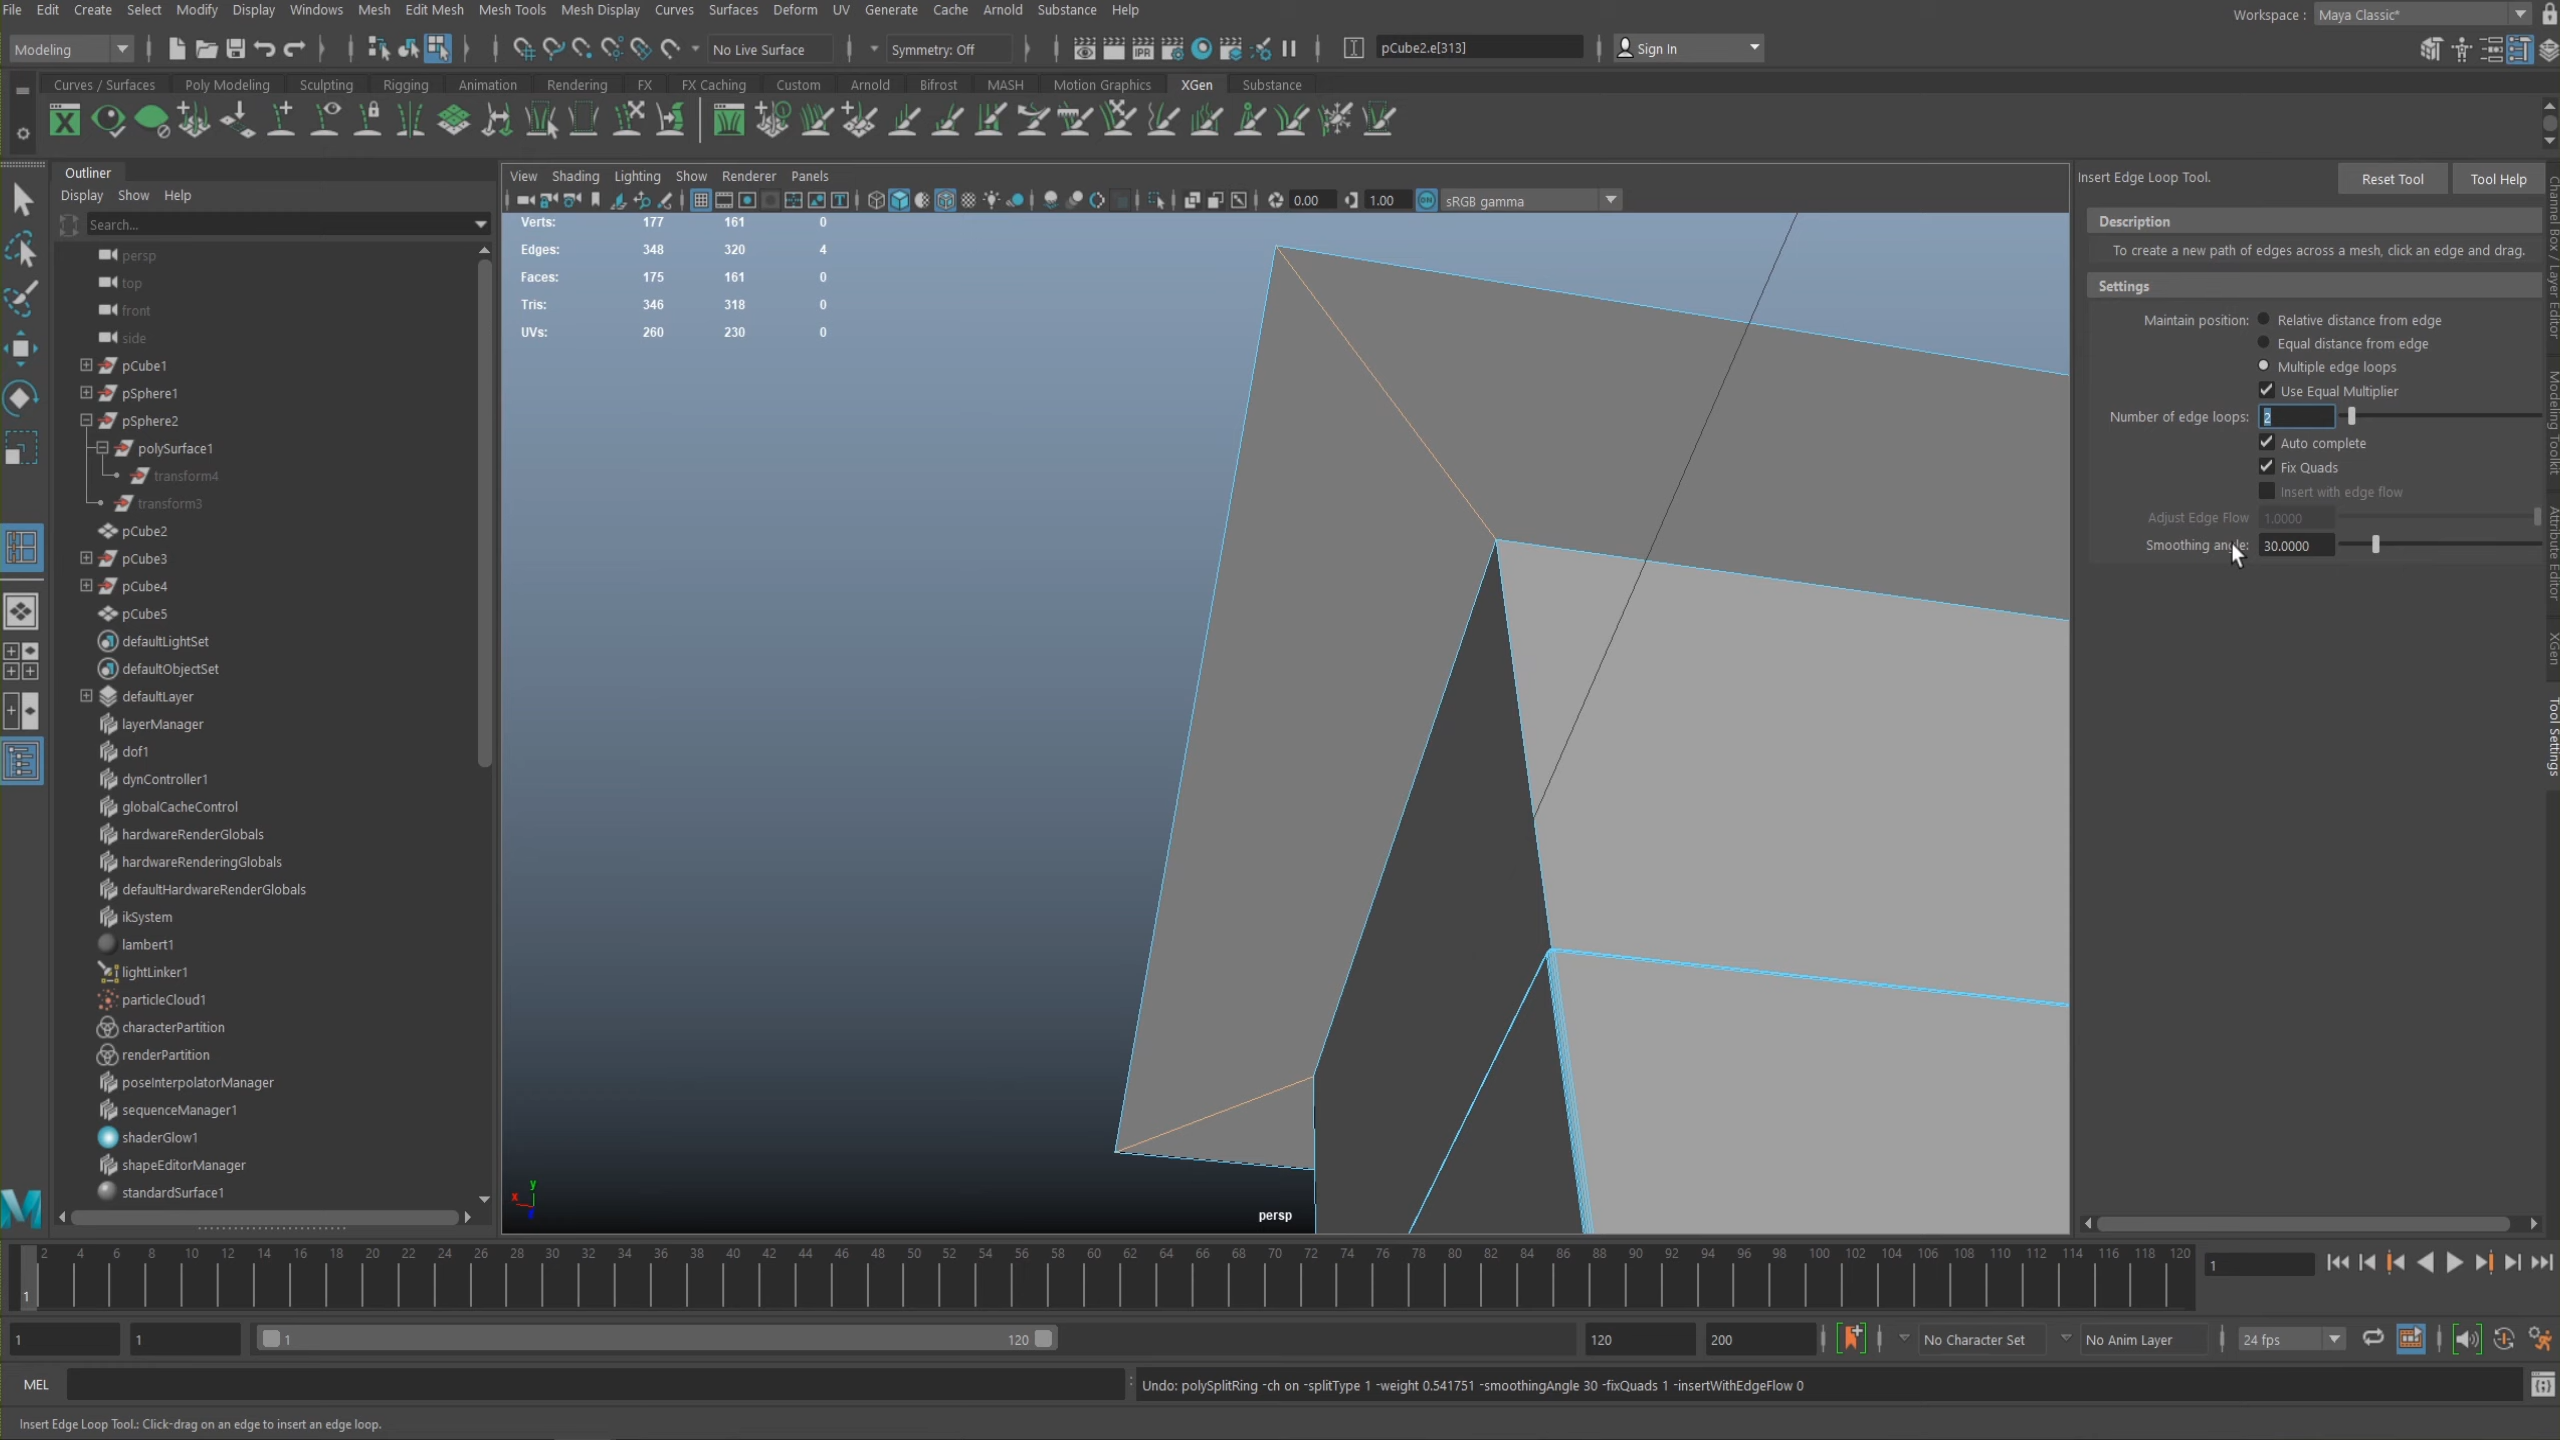 File Edit Create Select Modify Display Windows Mesh Edit Mesh Mesh Tools Mesh Display Curves Surfaces Deform UV Generate Cache Arnold Substance Help
Workspace : Maya Classic*
Modeling No Live Surface Symmetry: Off IPR pCube2.e[313] Sign In
Curves / Surfaces Poly Modeling Sculpting Rigging Animation Rendering FX FX Caching Custom Arnold Bifrost MASH Motion Graphics XGen Substance
Outliner
Display Show Help
Search...
persp
top
front
side
pCube1
pSphere1
pSphere2
polySurface1
transform4
transform3
pCube2
pCube3
pCube4
pCube5
defaultLightSet
defaultObjectSet
defaultLayer
layerManager
dof1
dynController1
globalCacheControl
hardwareRenderGlobals
hardwareRenderingGlobals
defaultHardwareRenderGlobals
ikSystem
lambert1
lightLinker1
particleCloud1
characterPartition
renderPartition
poseInterpolatorManager
sequenceManager1
shaderGlow1
shapeEditorManager
standardSurface1
View Shading Lighting Show Renderer Panels
0.00 1.00 ON sRGB gamma
Verts: 177 161 0
Edges: 348 320 4
Faces: 175 161 0
Tris: 346 318 0
UVs: 260 230 0
y
x
persp
Insert Edge Loop Tool. Reset Tool Tool Help
Description
To create a new path of edges across a mesh, click an edge and drag.
Settings
Maintain position: Relative distance from edge
Equal distance from edge
Multiple edge loops
Use Equal Multiplier
Number of edge loops: 2
Auto complete
Fix Quads
Insert with edge flow
Adjust Edge Flow 1.0000
Smoothing angle: 30.0000
Channel Box / Layer Editor
Modeling Toolkit
Attribute Editor
XGen
Tool Settings
2 4 6 8 10 12 14 16 18 20 22 24 26 28 30 32 34 36 38 40 42 44 46 48 50 52 54 56 58 60 62 64 66 68 70 72 74 76 78 80 82 84 86 88 90 92 94 96 98 100 102 104 106 108 110 112 114 116 118 120
1
1
1 1 1 120 120 200 No Character Set No Anim Layer 24 fps
MEL Undo: polySplitRing -ch on -splitType 1 -weight 0.541751 -smoothingAngle 30 -fixQuads 1 -insertWithEdgeFlow 0
Insert Edge Loop Tool.: Click-drag on an edge to insert an edge loop.